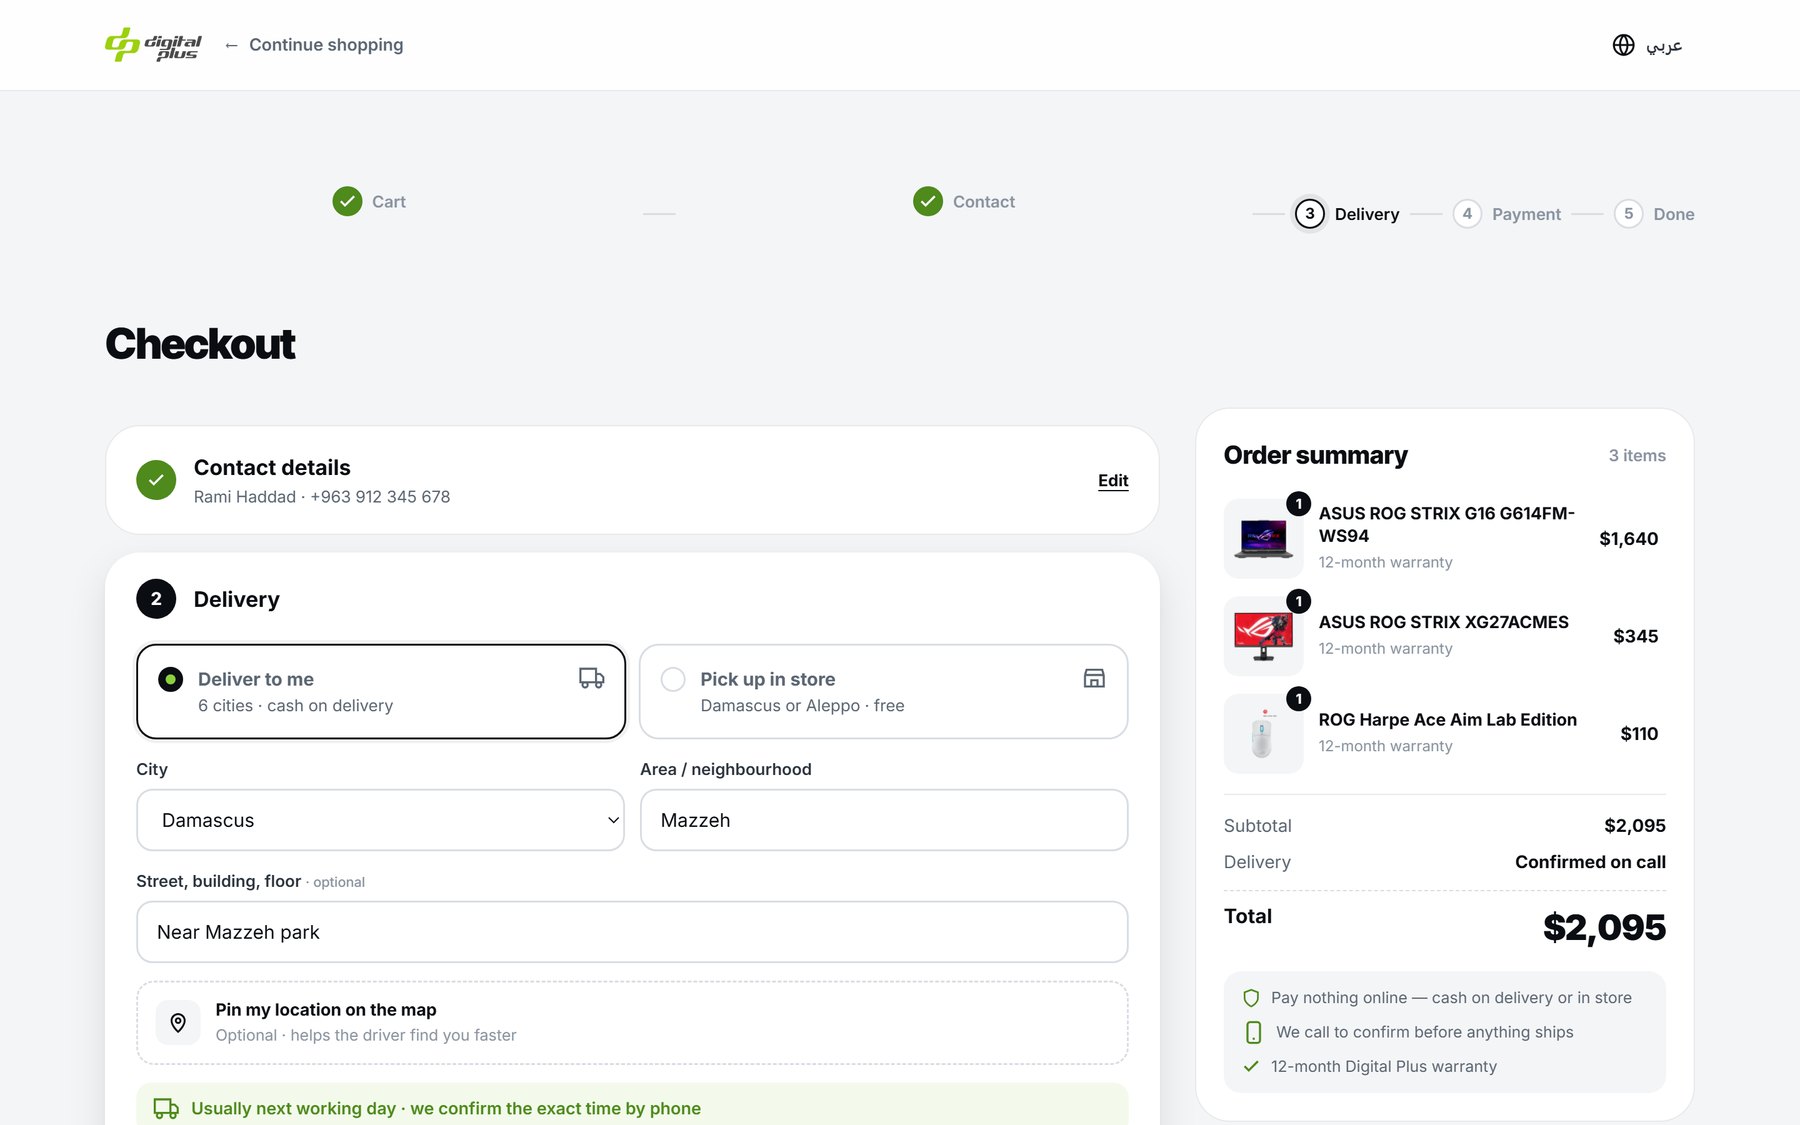 digital plus
← Continue shopping
عربي
Cart
Contact
3 Delivery
4 Payment
5 Done
Checkout
Contact details
Rami Haddad · +963 912 345 678
Edit
2 Delivery
Deliver to me
6 cities · cash on delivery
Pick up in store
Damascus or Aleppo · free
City
Damascus
Area / neighbourhood
Mazzeh
Street, building, floor · optional
Near Mazzeh park
Pin my location on the map
Optional · helps the driver find you faster
Usually next working day · we confirm the exact time by phone
Order summary
3 items
1
ASUS ROG STRIX G16 G614FM-
WS94
12-month warranty
$1,640
1
ASUS ROG STRIX XG27ACMES
12-month warranty
$345
1
ROG Harpe Ace Aim Lab Edition
12-month warranty
$110
Subtotal
$2,095
Delivery
Confirmed on call
Total
$2,095
Pay nothing online — cash on delivery or in store
We call to confirm before anything ships
12-month Digital Plus warranty